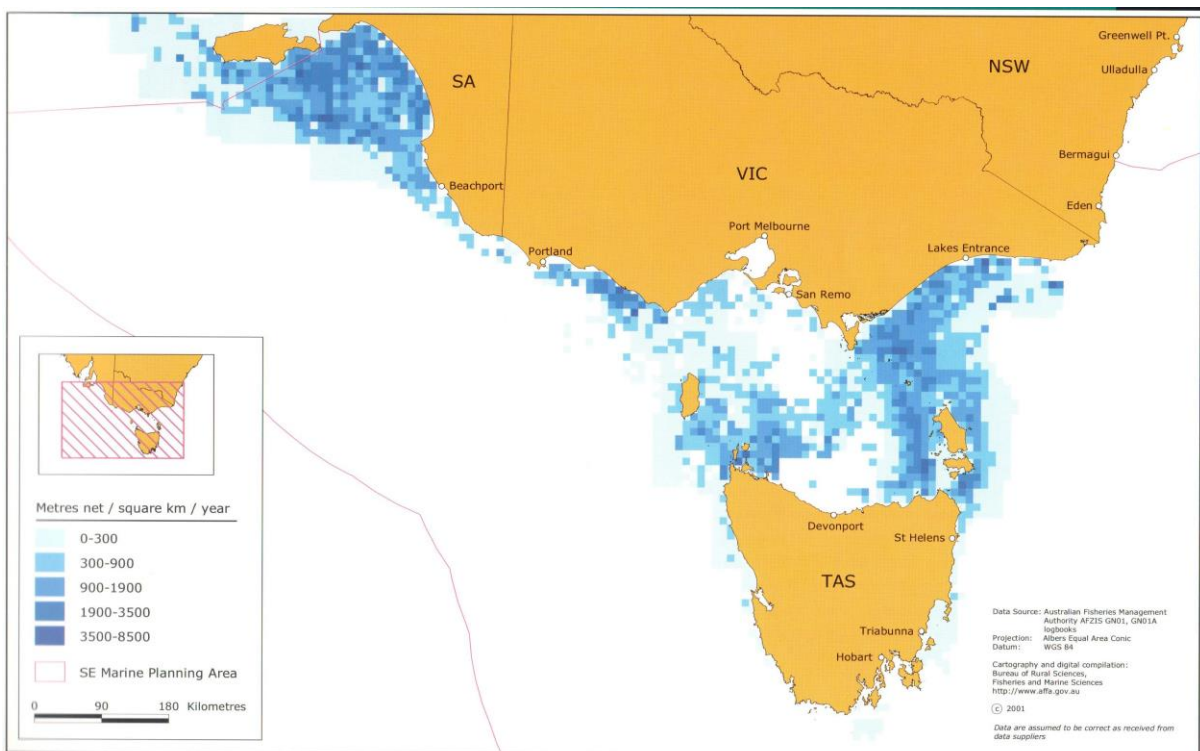 Greenwell Pt.
Ulladulla
NSW
SA
Bermagui
VIC
Beachport
Eden
Port Melbourne
Lakes Entrance
Portland
San Remo
Metres net / square km / year
0-300
300-900
900-1900
1900-3500
3500-8500
SE Marine Planning Area
0 90 180 Kilometres
Devonport
St Helens
TAS
Triabunna
Hobart
Data Source: Australian Fisheries Management
Authority AFZIS GN01, GN01A
logbooks
Projection: Albers Equal Area Conic
Datum: WGS 84
Cartography and digital compilation:
Bureau of Rural Sciences,
Fisheries and Marine Sciences
http://www.affa.gov.au
© 2001
Data are assumed to be correct as received from
data suppliers